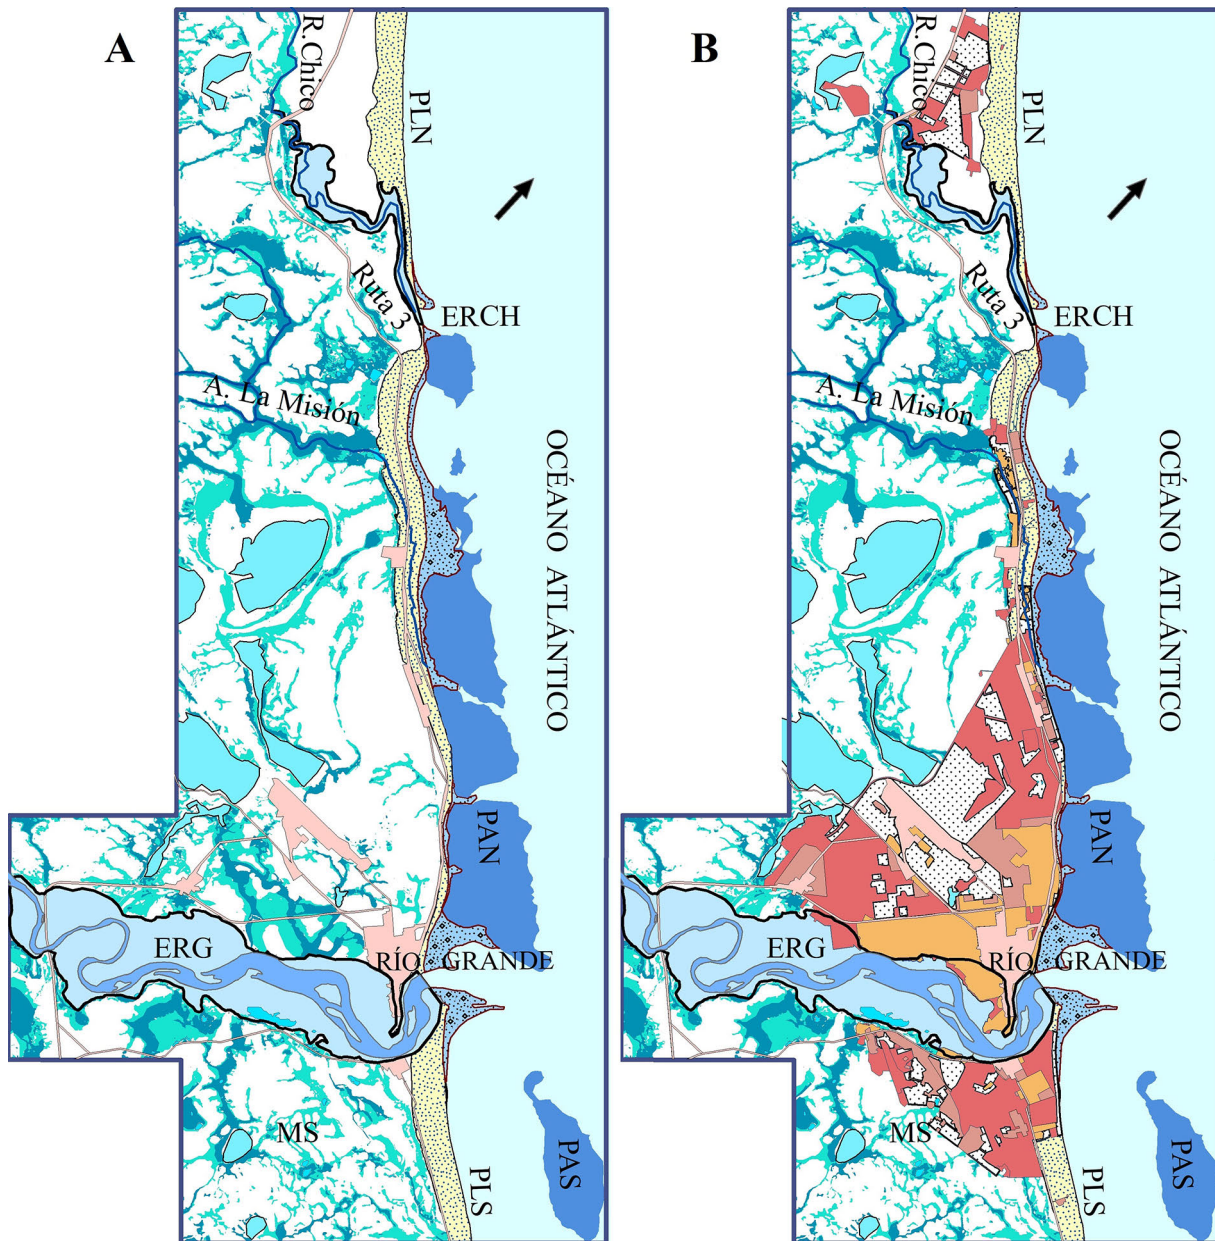 A
R. Chico
PLN
Ruta 3
ERCH
A. La Misión
OCÉANO ATLÁNTICO
PAN
ERG
RÍO GRANDE
MS
PAS
PLS
B
R. Chico
PLN
Ruta 3
ERCH
A. La Misión
OCÉANO ATLÁNTICO
PAN
ERG
RÍO GRANDE
MS
PAS
PLS